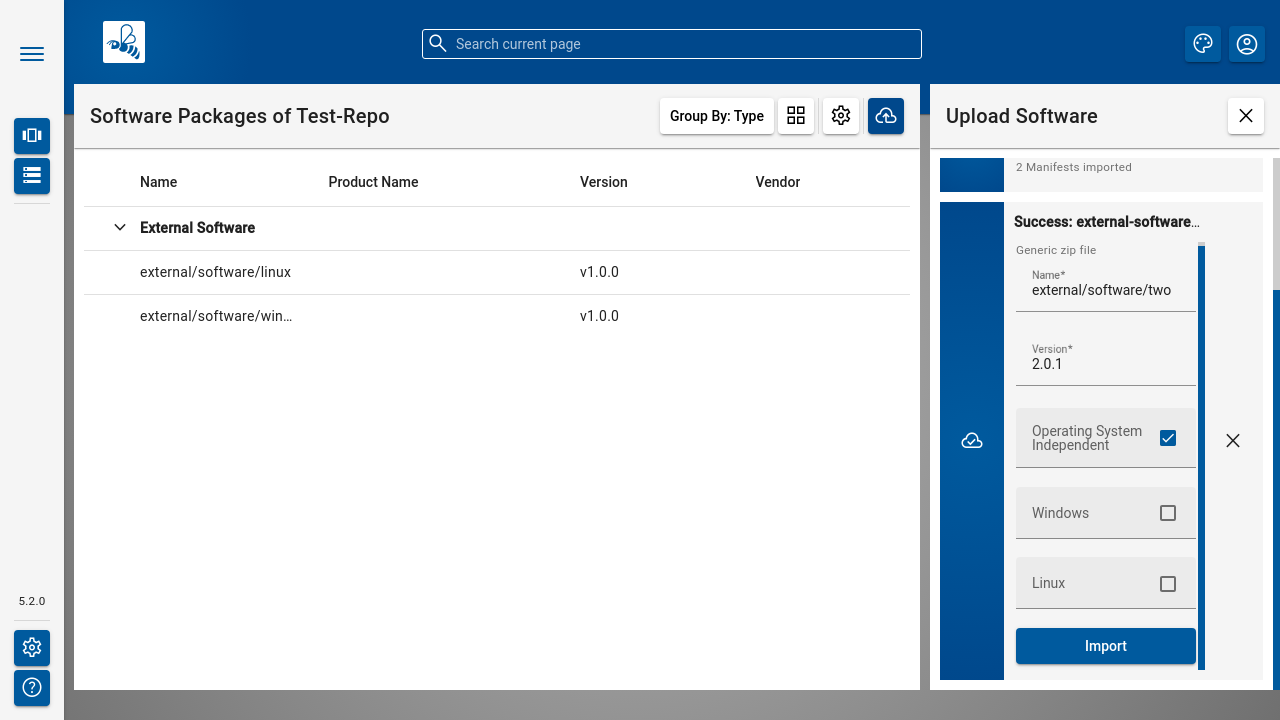 Search current page
Software Packages of Test-Repo
Group By: Type
Upload Software
Name Product Name Version Vendor
External Software
external/software/linux v1.0.0
external/software/win… v1.0.0
2 Manifests imported
Success: external-software…
Generic zip file
Name*
external/software/two
Version*
2.0.1
Operating System
Independent
Windows
Linux
Import
5.2.0